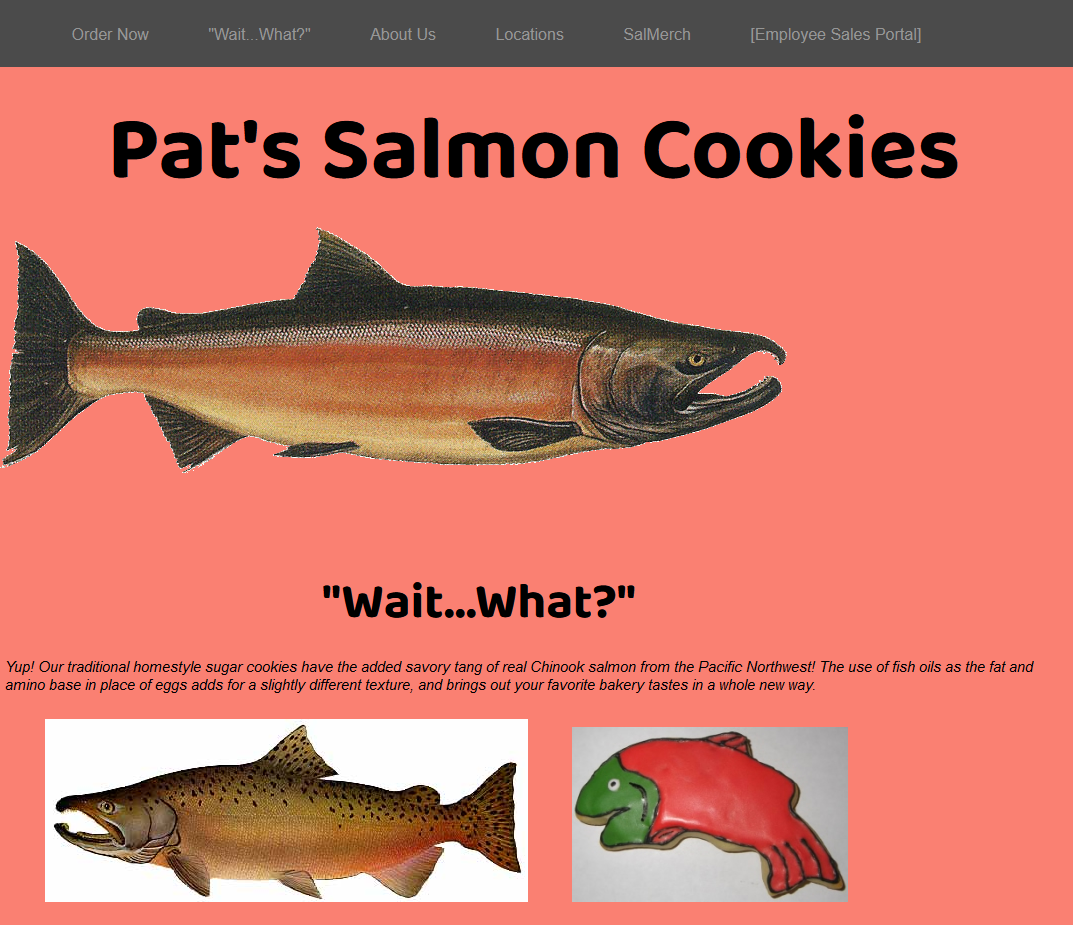 Order Now "Wait...What?" About Us Locations SalMerch [Employee Sales Portal]
Pat's Salmon Cookies
"Wait...What?"
Yup! Our traditional homestyle sugar cookies have the added savory tang of real Chinook salmon from the Pacific Northwest! The use of fish oils as the fat and
amino base in place of eggs adds for a slightly different texture, and brings out your favorite bakery tastes in a whole new way.